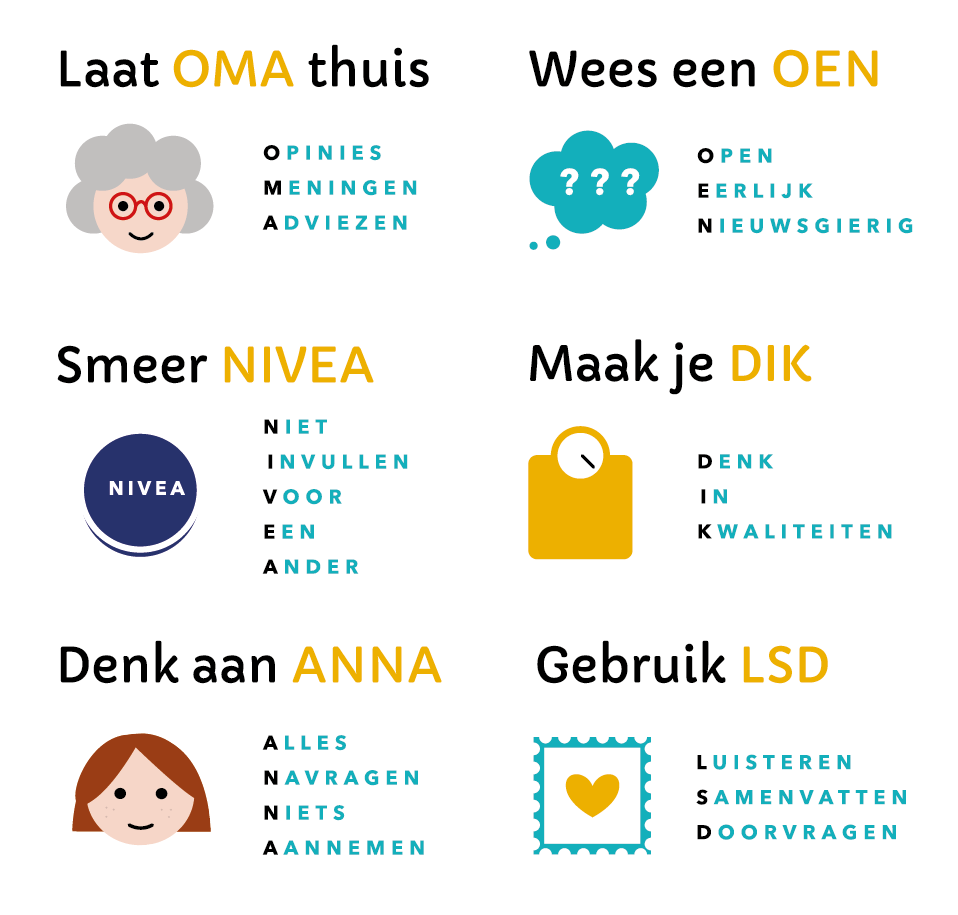 Laat OMA thuis
OPINIES
MENINGEN
ADVIEZEN
Wees een OEN
? ? ?
OPEN
EERLIJK
NIEUWSGIERIG
Smeer NIVEA
NIVEA
NIET
INVULLEN
VOOR
EEN
ANDER
Maak je DIK
DENK
IN
KWALITEITEN
Denk aan ANNA
ALLES
NAVRAGEN
NIETS
AANNEMEN
Gebruik LSD
LUISTEREN
SAMENVATTEN
DOORVRAGEN